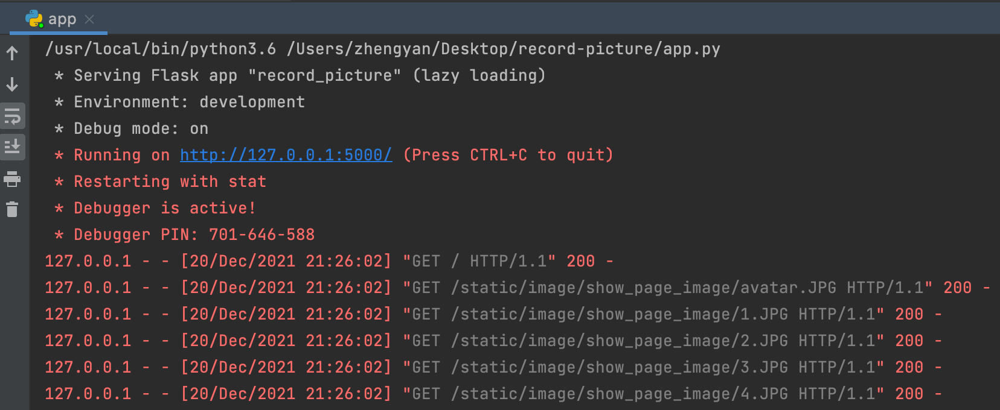 app
/usr/local/bin/python3.6 /Users/zhengyan/Desktop/record-picture/app.py
* Serving Flask app "record_picture" (lazy loading)
* Environment: development
* Debug mode: on
* Running on http://127.0.0.1:5000/ (Press CTRL+C to quit)
* Restarting with stat
* Debugger is active!
* Debugger PIN: 701-646-588
127.0.0.1 - - [20/Dec/2021 21:26:02] "GET / HTTP/1.1" 200 -
127.0.0.1 - - [20/Dec/2021 21:26:02] "GET /static/image/show_page_image/avatar.JPG HTTP/1.1" 200 -
127.0.0.1 - - [20/Dec/2021 21:26:02] "GET /static/image/show_page_image/1.JPG HTTP/1.1" 200 -
127.0.0.1 - - [20/Dec/2021 21:26:02] "GET /static/image/show_page_image/2.JPG HTTP/1.1" 200 -
127.0.0.1 - - [20/Dec/2021 21:26:02] "GET /static/image/show_page_image/3.JPG HTTP/1.1" 200 -
127.0.0.1 - - [20/Dec/2021 21:26:02] "GET /static/image/show_page_image/4.JPG HTTP/1.1" 200 -